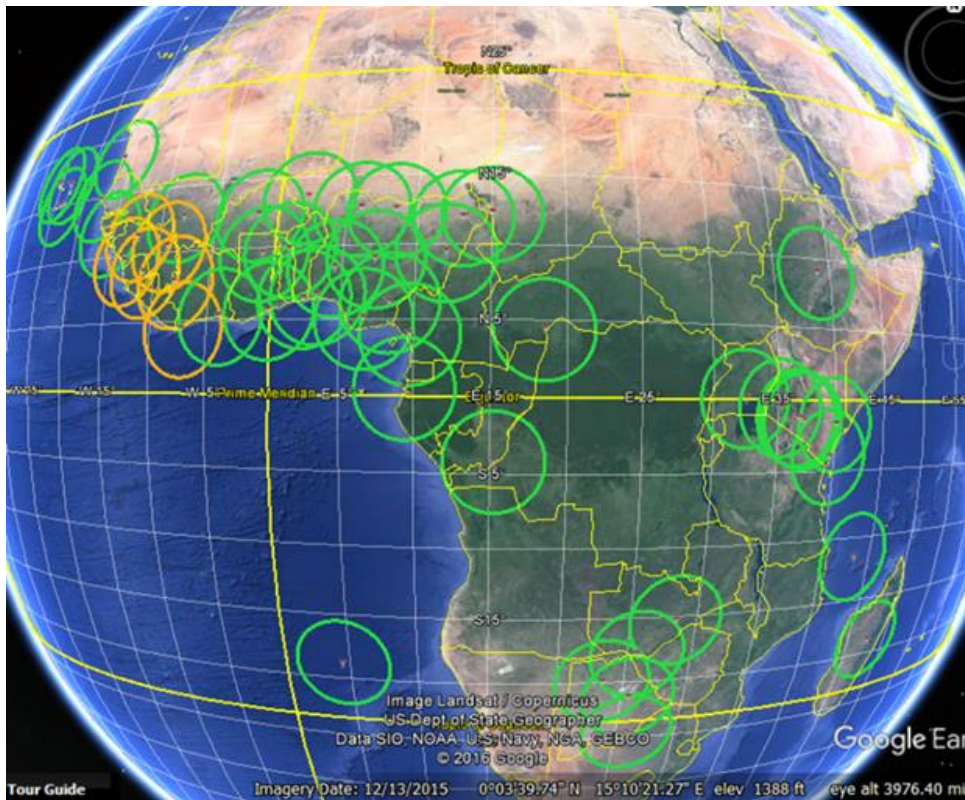 N25°
Tropic of Cancer
N15°
N 5°
W 15°
W 5°
Prime Meridian
E 5°
E 15°
E 25°
E 35°
E 45°
S 5°
S15°
Image Landsat / Copernicus
US Dept of State Geographer
Data SIO, NOAA, U.S. Navy, NGA, GEBCO
© 2016 Google
Google Ear
Tour Guide
Imagery Date: 12/13/2015 0°03'39.74" N 15°10'21.27" E elev 1388 ft eye alt 3976.40 mi